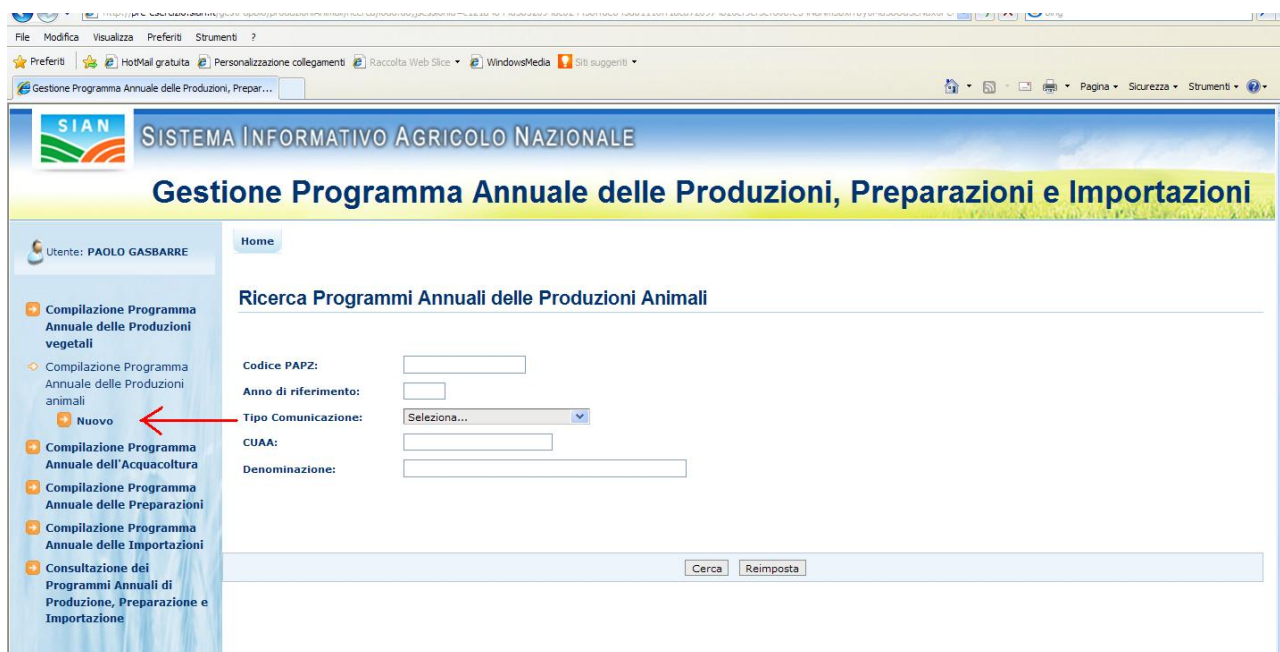 File Modifica Visualizza Preferiti Strumenti ?
Preferiti HotMail gratuita Personalizzazione collegamenti Raccolta Web Slice WindowsMedia Siti suggeriti
Gestione Programma Annuale delle Produzioni, Prepar...
Pagina Sicurezza Strumenti
SIAN
SISTEMA INFORMATIVO AGRICOLO NAZIONALE
Gestione Programma Annuale delle Produzioni, Preparazioni e Importazioni
Utente: PAOLO GASBARRE
Home
Compilazione Programma
Annuale delle Produzioni
vegetali
Compilazione Programma
Annuale delle Produzioni
animali
Nuovo
Compilazione Programma
Annuale dell'Acquacoltura
Compilazione Programma
Annuale delle Preparazioni
Compilazione Programma
Annuale delle Importazioni
Consultazione dei
Programmi Annuali di
Produzione, Preparazione e
Importazione
Ricerca Programmi Annuali delle Produzioni Animali
Codice PAPZ:
Anno di riferimento:
Tipo Comunicazione: Seleziona...
CUAA:
Denominazione:
Cerca Reimposta